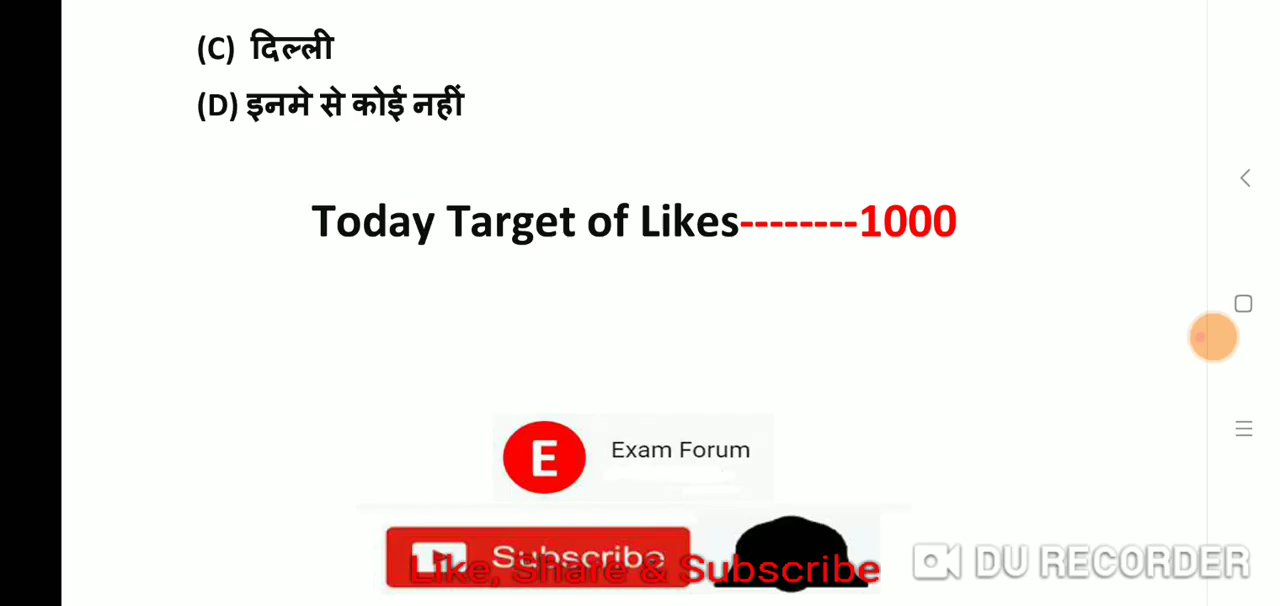 (C) दिल्ली
(D) इनमे से कोई नहीं
Today Target of Likes--------1000
E
Exam Forum
Subscribe
Like, Share & Subscribe
DU RECORDER